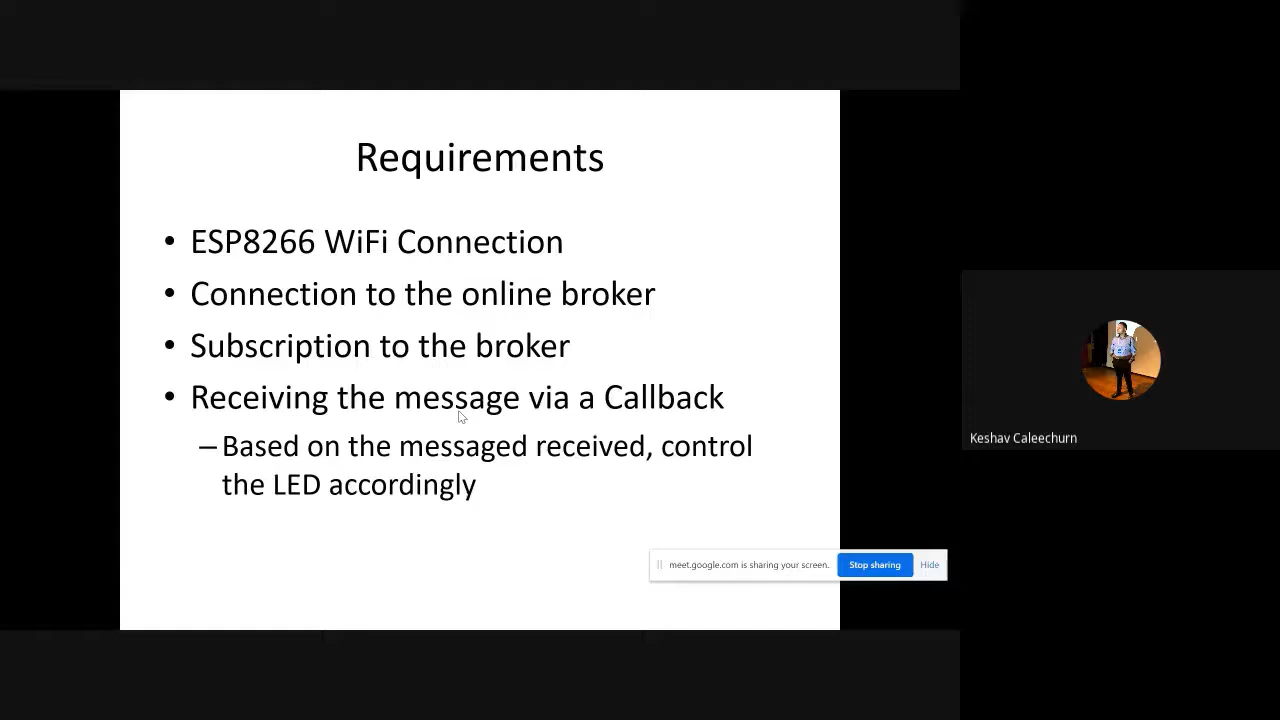 Requirements
• ESP8266 WiFi Connection
• Connection to the online broker
• Subscription to the broker
• Receiving the message via a Callback
– Based on the messaged received, control
the LED accordingly
meet.google.com is sharing your screen. Stop sharing Hide
Keshav Caleechurn